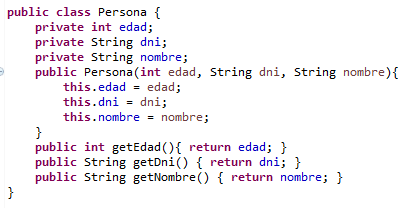 public class Persona {
    private int edad;
    private String dni;
    private String nombre;
    public Persona(int edad, String dni, String nombre){
        this.edad = edad;
        this.dni = dni;
        this.nombre = nombre;
    }
    public int getEdad(){ return edad; }
    public String getDni() { return dni; }
    public String getNombre() { return nombre; }
}